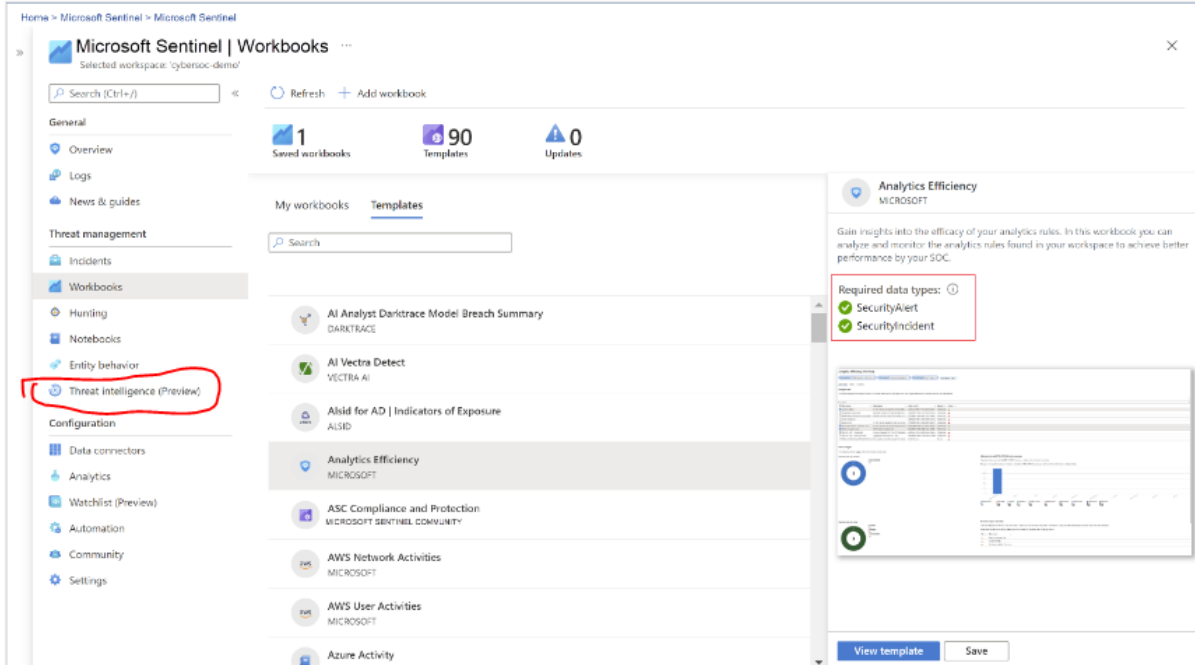 Home > Microsoft Sentinel > Microsoft Sentinel
Microsoft Sentinel | Workbooks ...
Selected workspace: 'cybersoc-demo'
Search (Ctrl+/)
«
»
Refresh
Add workbook
General
Overview
Logs
News & guides
Threat management
Incidents
Workbooks
Hunting
Notebooks
Entity behavior
Threat intelligence (Preview)
Configuration
Data connectors
Analytics
Watchlist (Preview)
Automation
Community
Settings
1
Saved workbooks
90
Templates
0
Updates
My workbooks
Templates
Search
AI Analyst Darktrace Model Breach Summary
DARKTRACE
AI Vectra Detect
VECTRA AI
Alsid for AD | Indicators of Exposure
ALSID
Analytics Efficiency
MICROSOFT
ASC Compliance and Protection
MICROSOFT SENTINEL COMMUNITY
AWS Network Activities
MICROSOFT
AWS User Activities
MICROSOFT
Azure Activity
Analytics Efficiency
MICROSOFT
Gain insights into the efficacy of your analytics rules. In this workbook you can
analyze and monitor the analytics rules found in your workspace to achieve better
performance by your SOC.
Required data types:
SecurityAlert
SecurityIncident
View template
Save